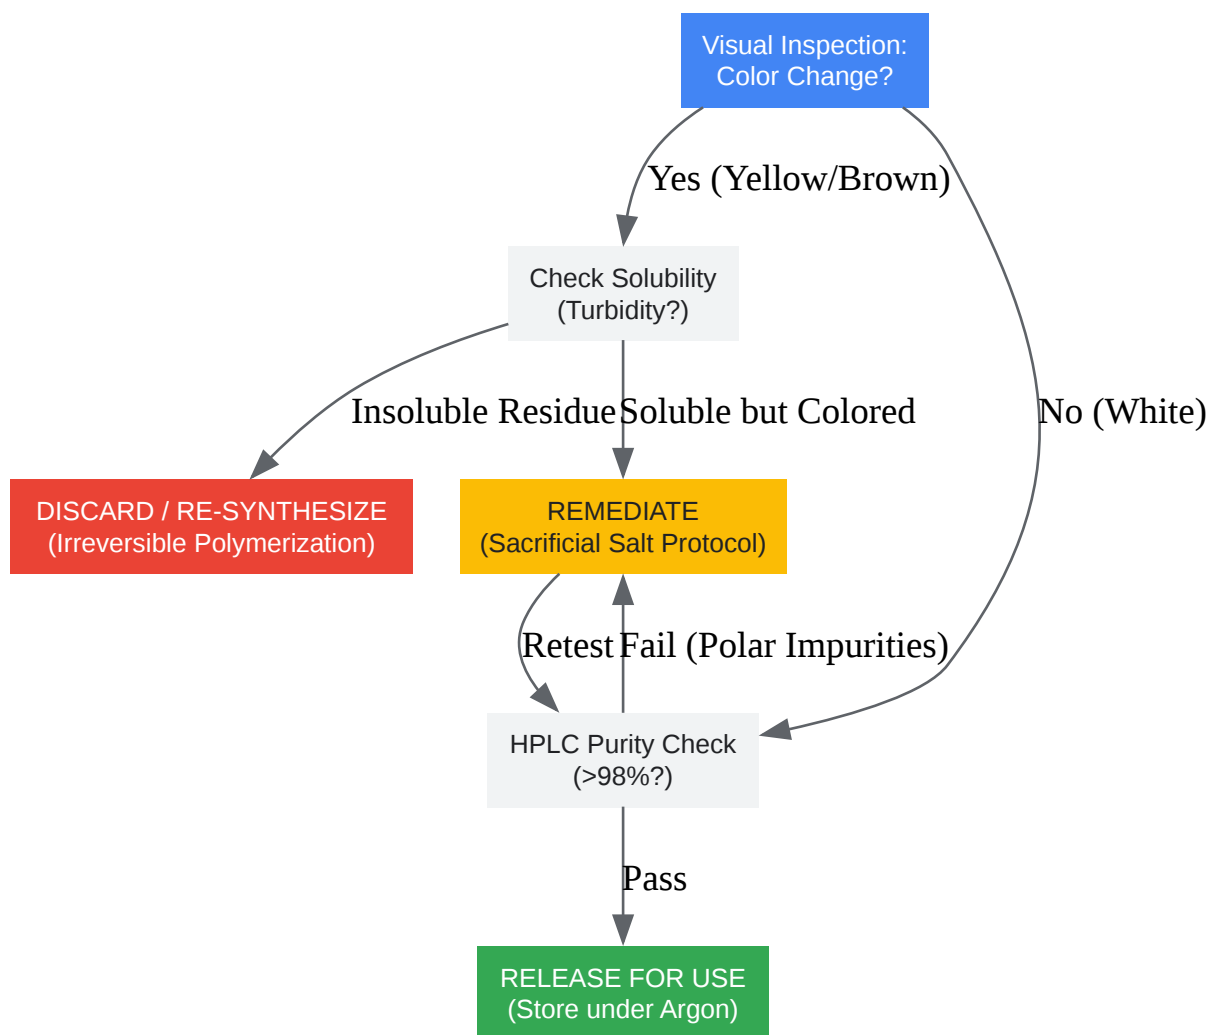 Visual Inspection:
Color Change?
Yes (Yellow/Brown)
Check Solubility
(Turbidity?)
Insoluble Residue
Soluble but Colored
No (White)
DISCARD / RE-SYNTHESIZE
(Irreversible Polymerization)
REMEDIATE
(Sacrificial Salt Protocol)
Retest
Fail (Polar Impurities)
HPLC Purity Check
(>98%?)
Pass
RELEASE FOR USE
(Store under Argon)